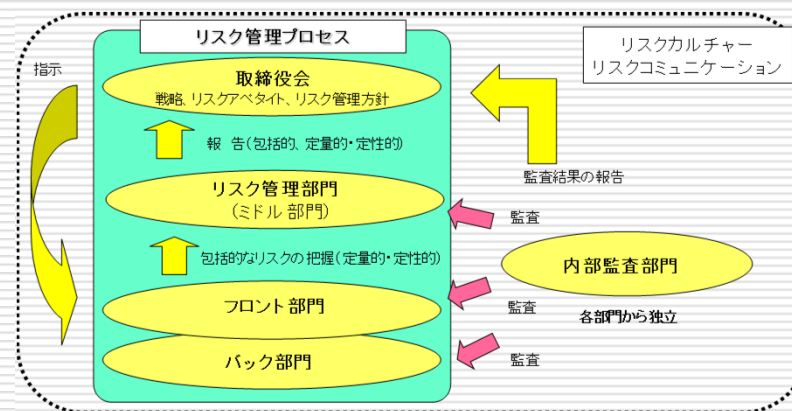 リスク管理プロセス
リスクカルチャー
リスクコミュニケーション
指示
取締役会
戦略、リスクアペタイト、リスク管理方針
報 告(包括的、定量的・定性的)
監査結果の報告
リスク管理部門
(ミドル部門)
監査
包括的なリスクの把握(定量的・定性的)
内部監査部門
フロント部門
監査
各部門から独立
バック部門
監査